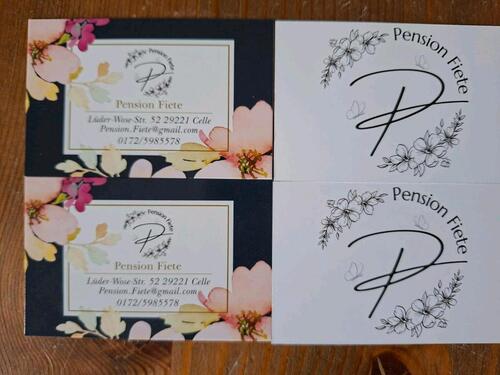 Pension Fiete
P
Pension Fiete
Lüder-Wose-Str. 52 29221 Celle
Pension.Fiete@gmail.com
0172/5985578
Pension Fiete
P
Pension Fiete
P
Pension Fiete
Lüder-Wose-Str. 52 29221 Celle
Pension.Fiete@gmail.com
0172/5985578
Pension Fiete
P